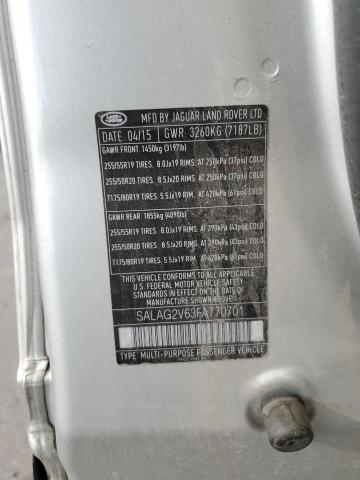 LAND ROVER
MFD BY JAGUAR LAND ROVER LTD
DATE: 04/15 GWR: 3260KG (7187LB)
GAWR FRONT 1450kg (3197lb)
255/55R19 TIRES. 8.0Jx19 RIMS. AT 250kPa (37psi) COLD
255/50R20 TIRES. 8.5Jx20 RIMS. AT 250kPa (37psi) COLD
T175/80R19 TIRES. 5.5Jx19 RIM. AT 420kPa (61psi) COLD
GAWR REAR 1855kg (4090lb)
255/55R19 TIRES. 8.0Jx19 RIMS. AT 290kPa (43psi) COLD
255/50R20 TIRES. 8.5Jx20 RIMS. AT 290kPa (43psi) COLD
T175/80R19 TIRES. 5.5Jx19 RIM. AT 420kPa (61psi) COLD
THIS VEHICLE CONFORMS TO ALL APPLICABLE
U.S. FEDERAL MOTOR VEHICLE SAFETY
STANDARDS IN EFFECT ON THE DATE OF
MANUFACTURE SHOWN ABOVE
SALAG2V63FA770701
TYPE: MULTI-PURPOSE PASSENGER VEHICLE